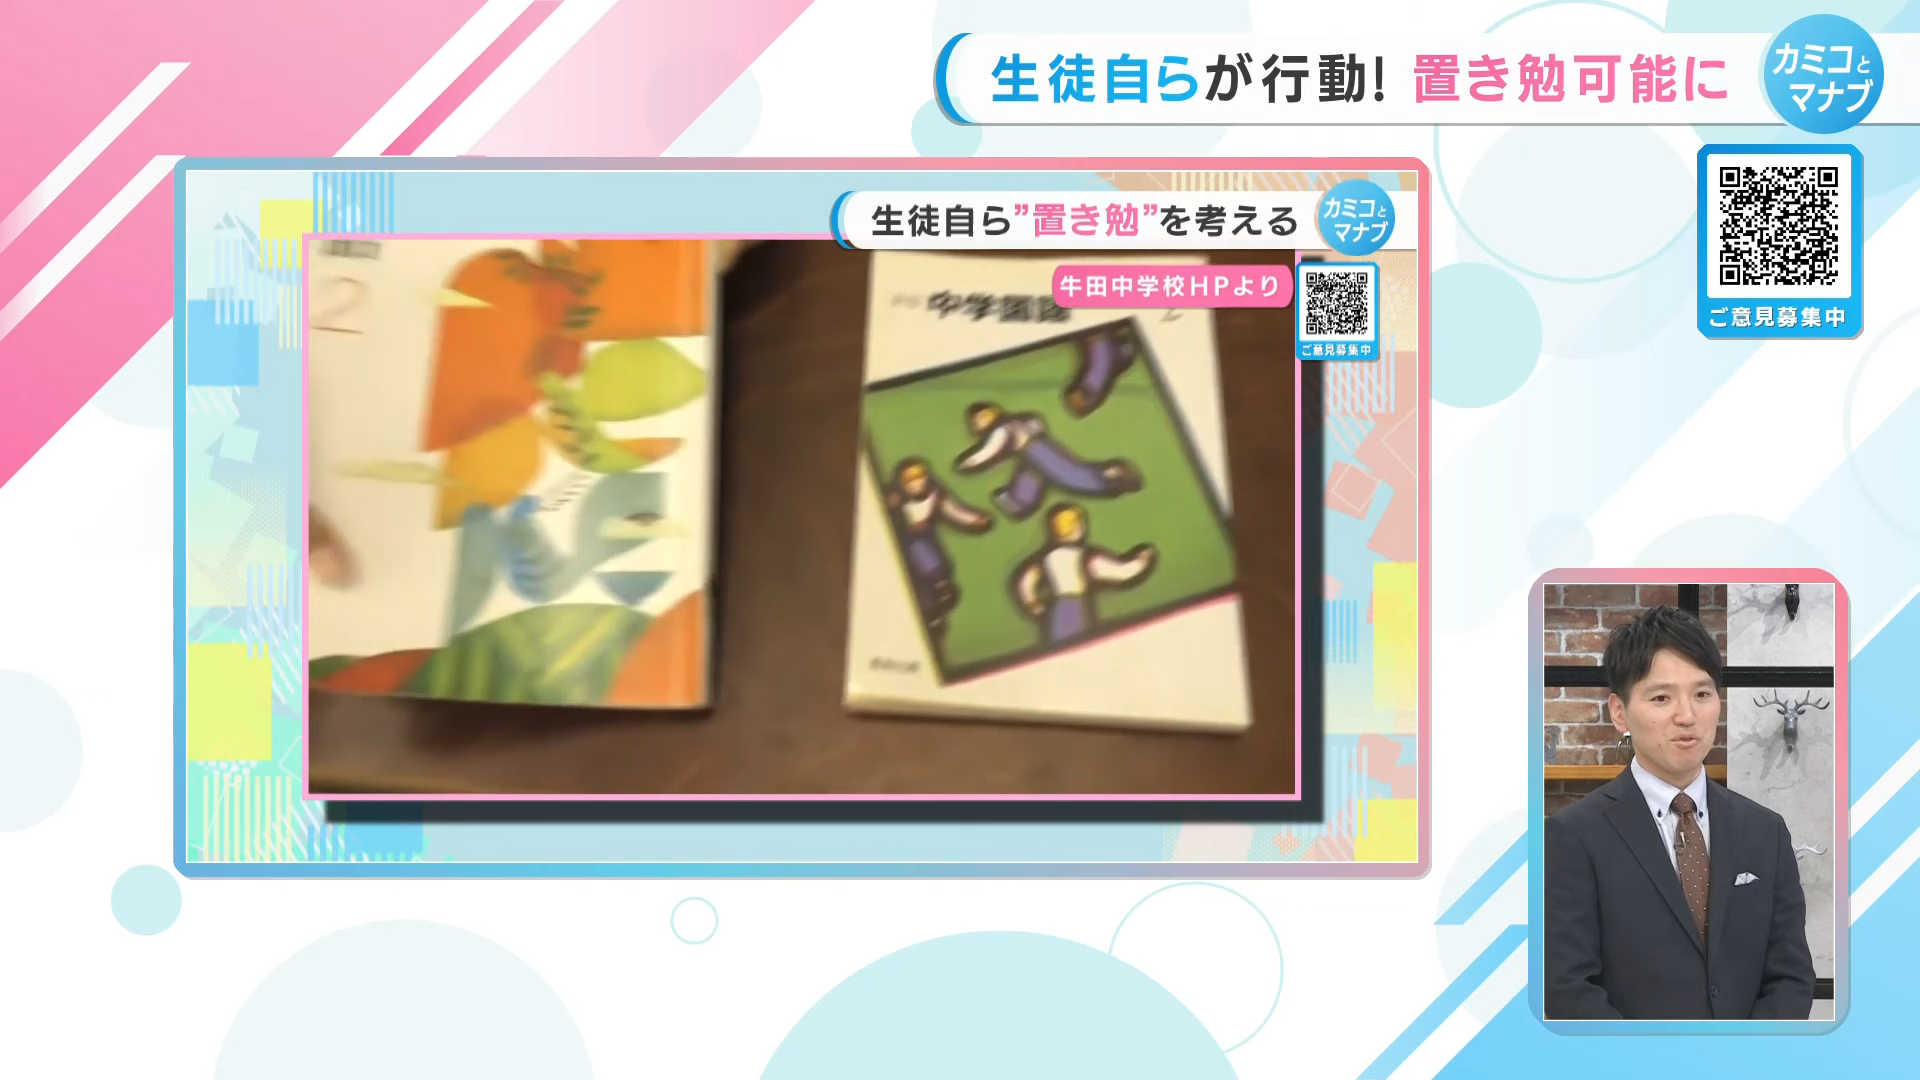 生徒自らが行動! 置き勉可能に
カミコと
マナブ
ご意見募集中
生徒自ら”置き勉”を考える
カミコと
マナブ
牛田中学校HPより
ご意見募集中
2
中学国語
2